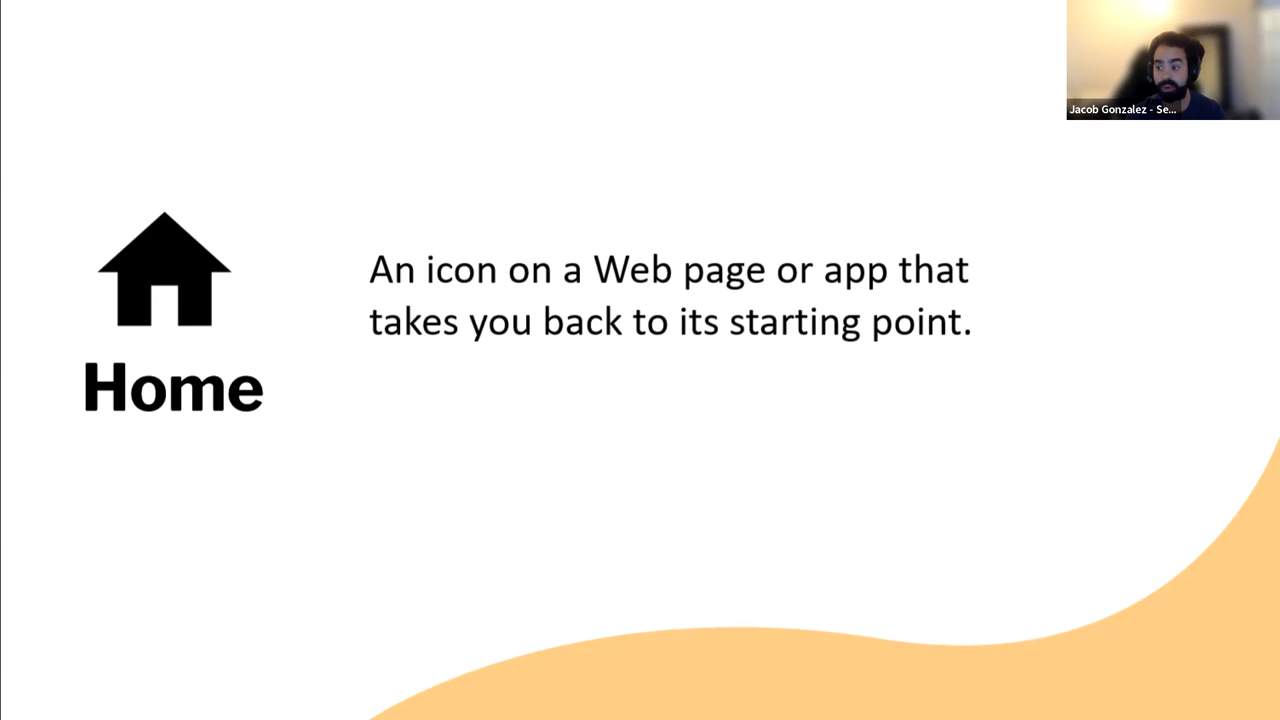 Jacob Gonzalez - Se...
An icon on a Web page or app that
takes you back to its starting point.
Home